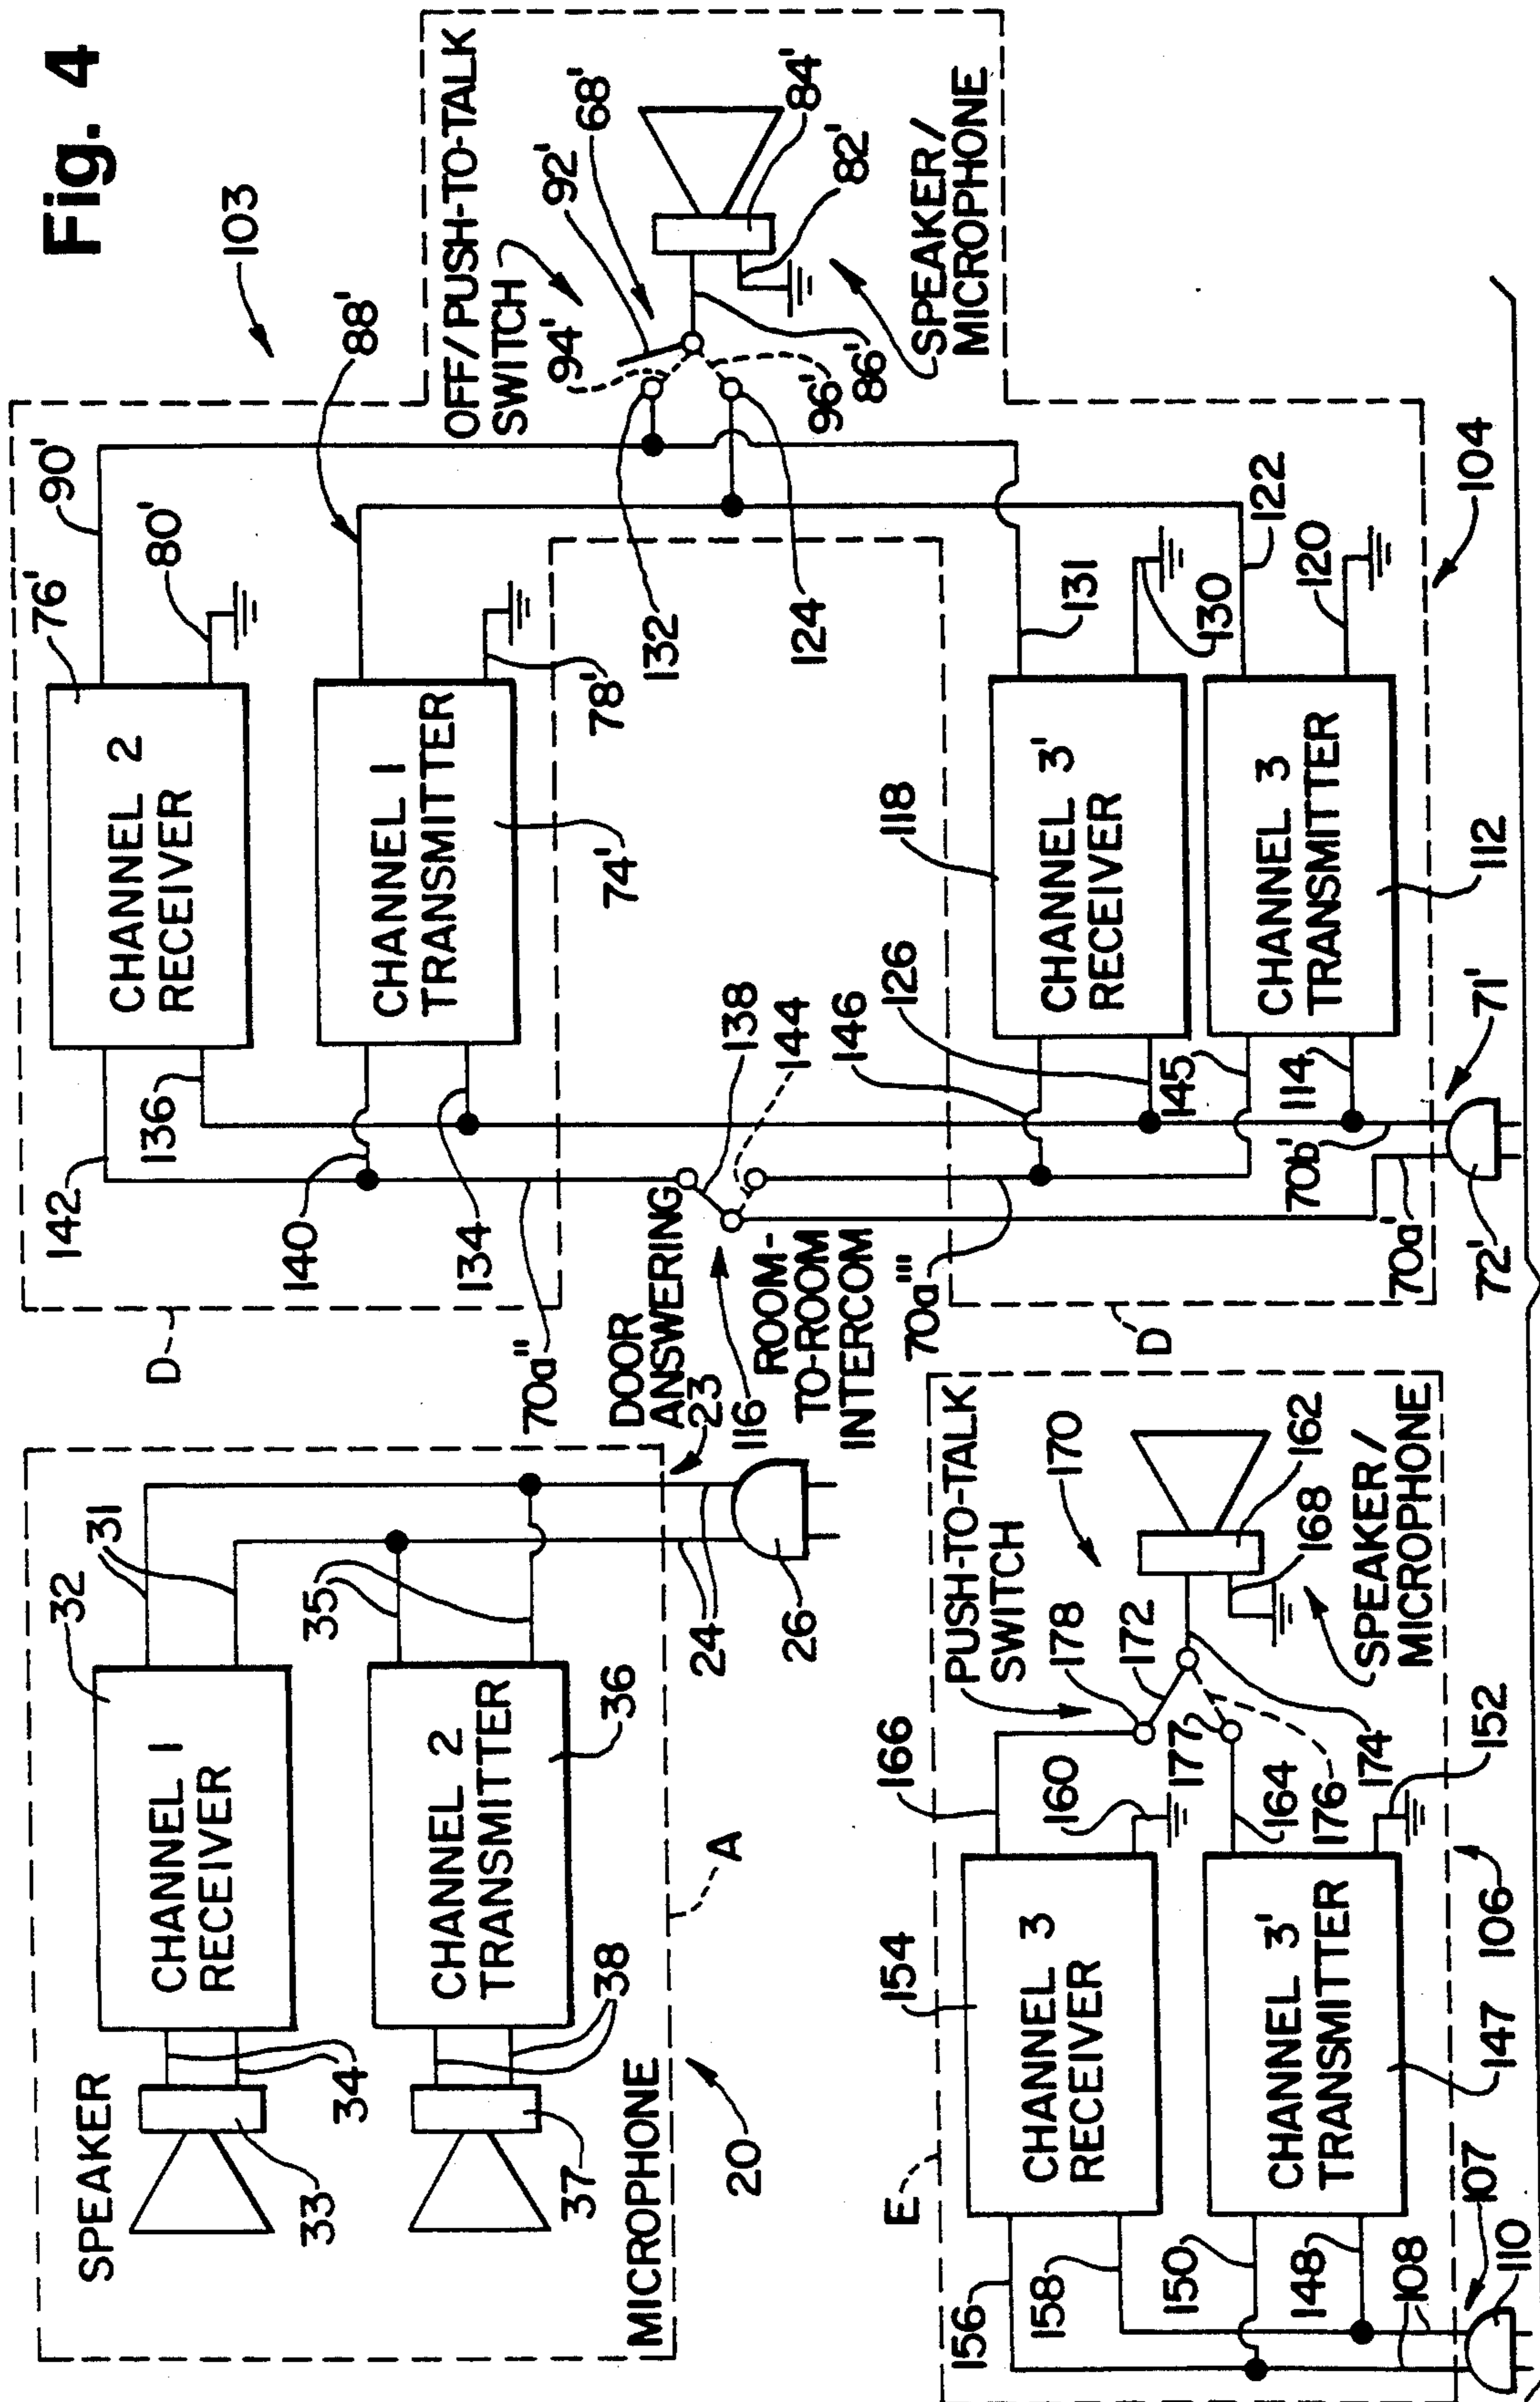 Fig. 4
103
SPEAKER
33
34
CHANNEL 1
RECEIVER
32
31
37
38
CHANNEL 2
TRANSMITTER
36
35
MICROPHONE
20
A
24
26
23
D
142
136
CHANNEL 2
RECEIVER
76'
80'
90'
140
134
CHANNEL 1
TRANSMITTER
74'
78'
88'
70a"
DOOR
ANSWERING
116
ROOM-
TO-ROOM
INTERCOM
138
144
132
124
OFF/PUSH-TO-TALK
SWITCH
94'
92'
68'
96'
86'
84'
82'
SPEAKER/
MICROPHONE
70a'''
146
126
145
114
118
CHANNEL 3'
RECEIVER
131
130
CHANNEL 3
TRANSMITTER
122
120
112
104
D
70a'
70b'
72'
71'
E
156
158
150
148
108
107
110
154
CHANNEL 3
RECEIVER
166
160
CHANNEL 3'
TRANSMITTER
147
164
152
106
PUSH-TO-TALK
SWITCH
178
172
177
176
174
170
162
168
SPEAKER/
MICROPHONE